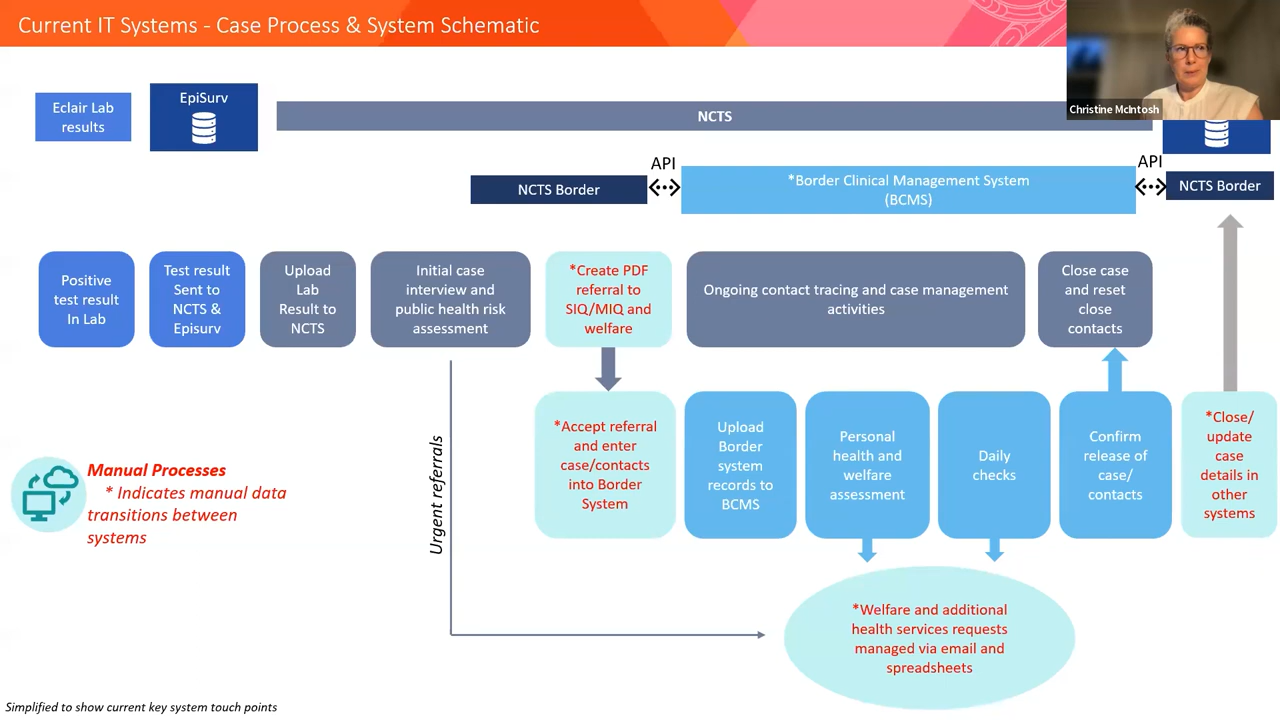 Current IT Systems - Case Process & System Schematic
Christine McIntosh
Eclair Lab
results
EpiSurv
NCTS
API
API
NCTS Border
*Border Clinical Management System
(BCMS)
NCTS Border
Positive
test result
In Lab
Test result
Sent to
NCTS &
Episurv
Upload
Lab
Result to
NCTS
Initial case
interview and
public health risk
assessment
*Create PDF
referral to
SIQ/MIQ and
welfare
Ongoing contact tracing and case management
activities
Close case
and reset
close
contacts
*Accept referral
and enter
case/contacts
into Border
System
Upload
Border
system
records to
BCMS
Personal
health and
welfare
assessment
Daily
checks
Confirm
release of
case/
contacts
*Close/
update
case
details in
other
systems
Manual Processes
* Indicates manual data
transitions between
systems
Urgent referrals
*Welfare and additional
health services requests
managed via email and
spreadsheets
Simplified to show current key system touch points